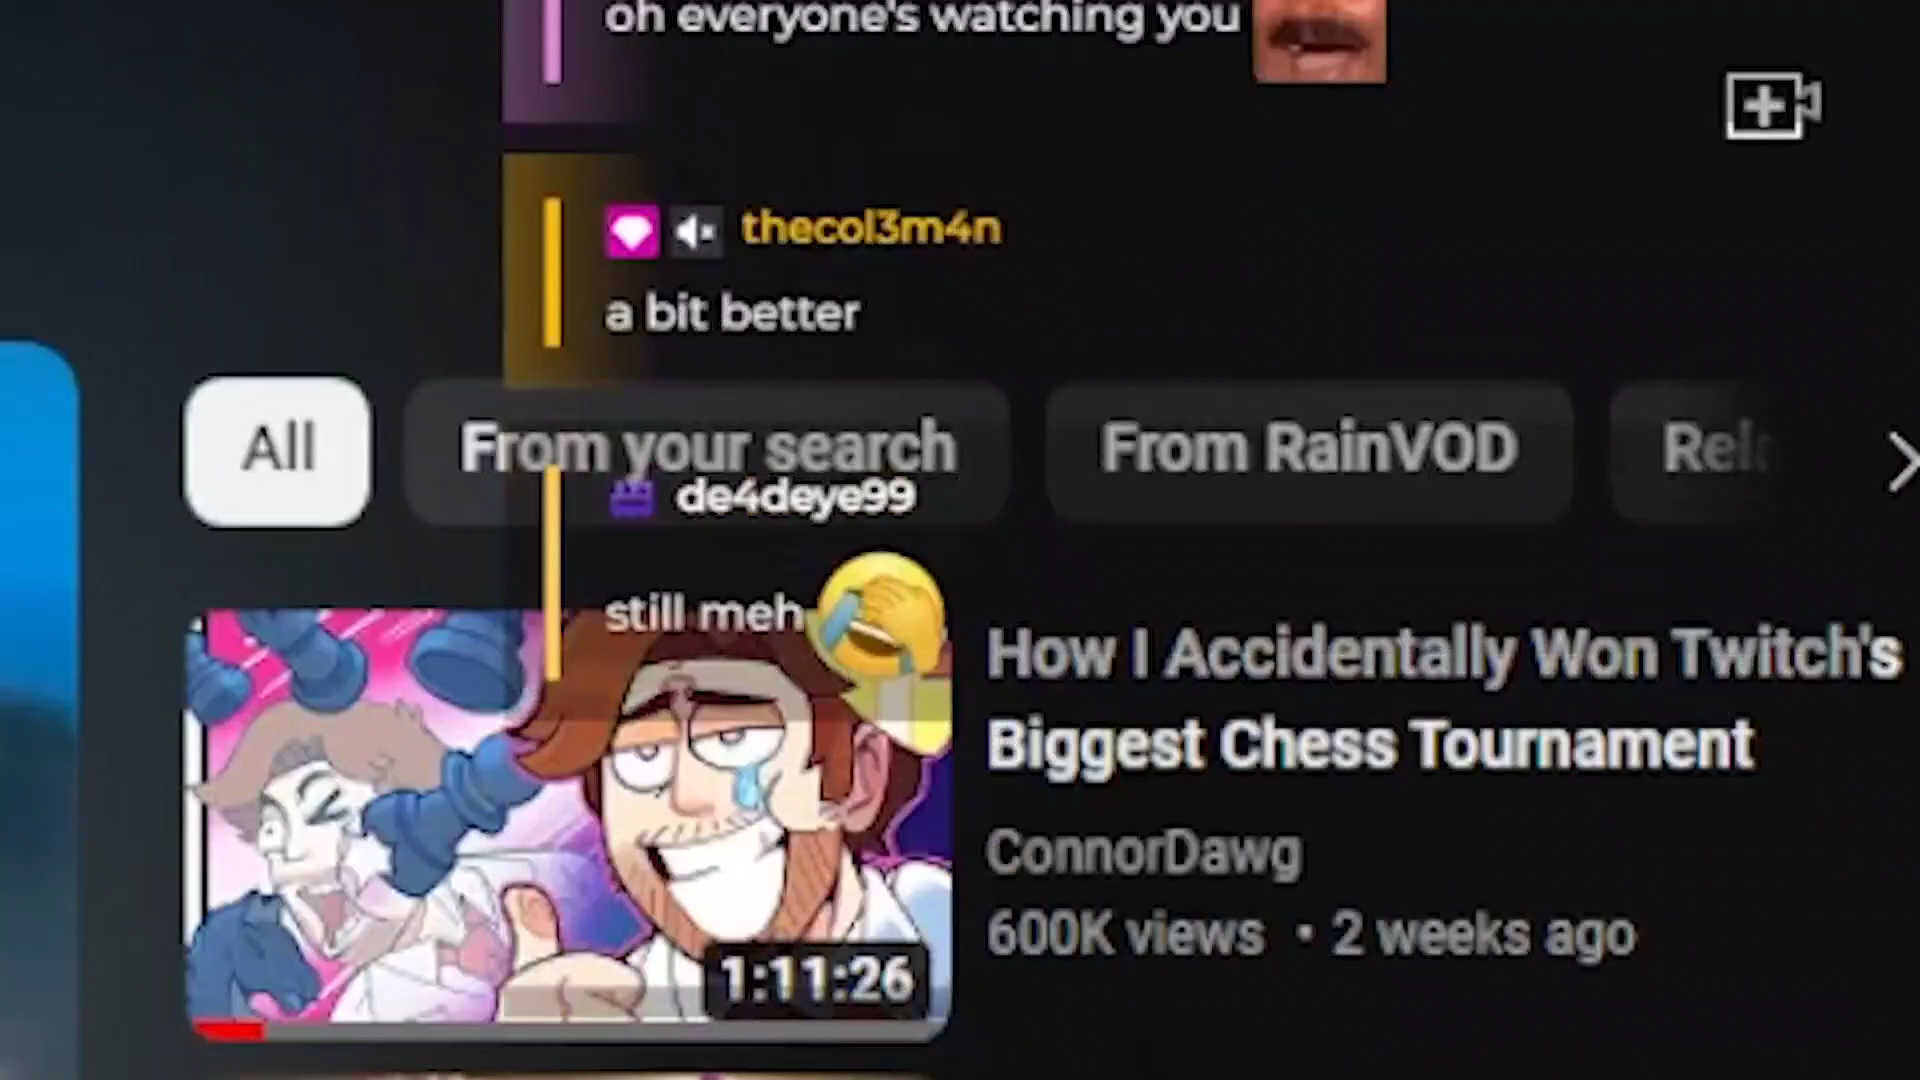 oh everyone's watching you
thecol3m4n
a bit better
All
From your search
From RainVOD
Rela
de4deye99
still meh
How I Accidentally Won Twitch's
Biggest Chess Tournament
ConnorDawg
600K views • 2 weeks ago
1:11:26